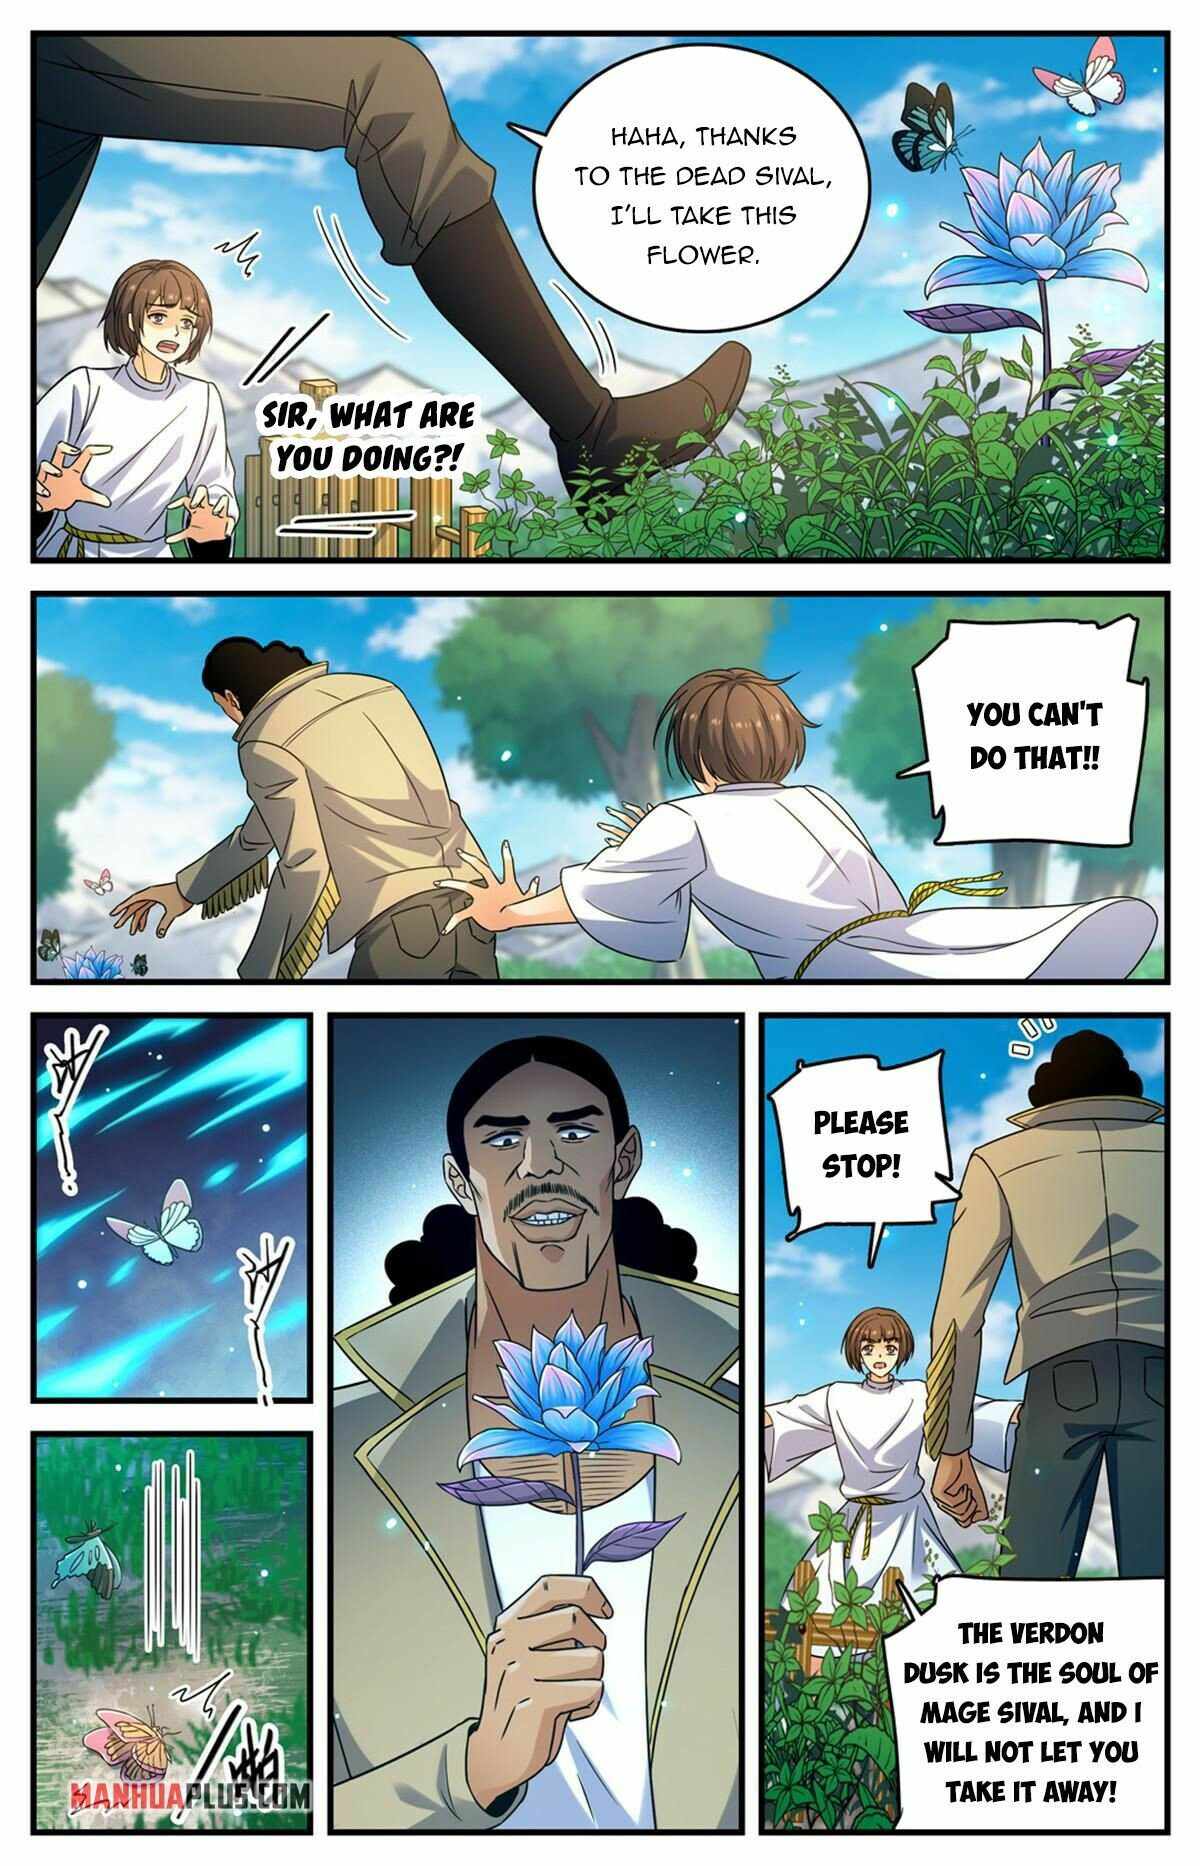 HAHA, THANKS
TO THE DEAD SIVAL,
I'LL TAKE THIS
FLOWER.
SIR, WHAT ARE
YOU DOING?!
YOU CAN'T
DO THAT!!
PLEASE
STOP!
THE VERDON
DUSK IS THE SOUL OF
MAGE SIVAL, AND I
WILL NOT LET YOU
TAKE IT AWAY!
啪
MANHUAPLUS.COM